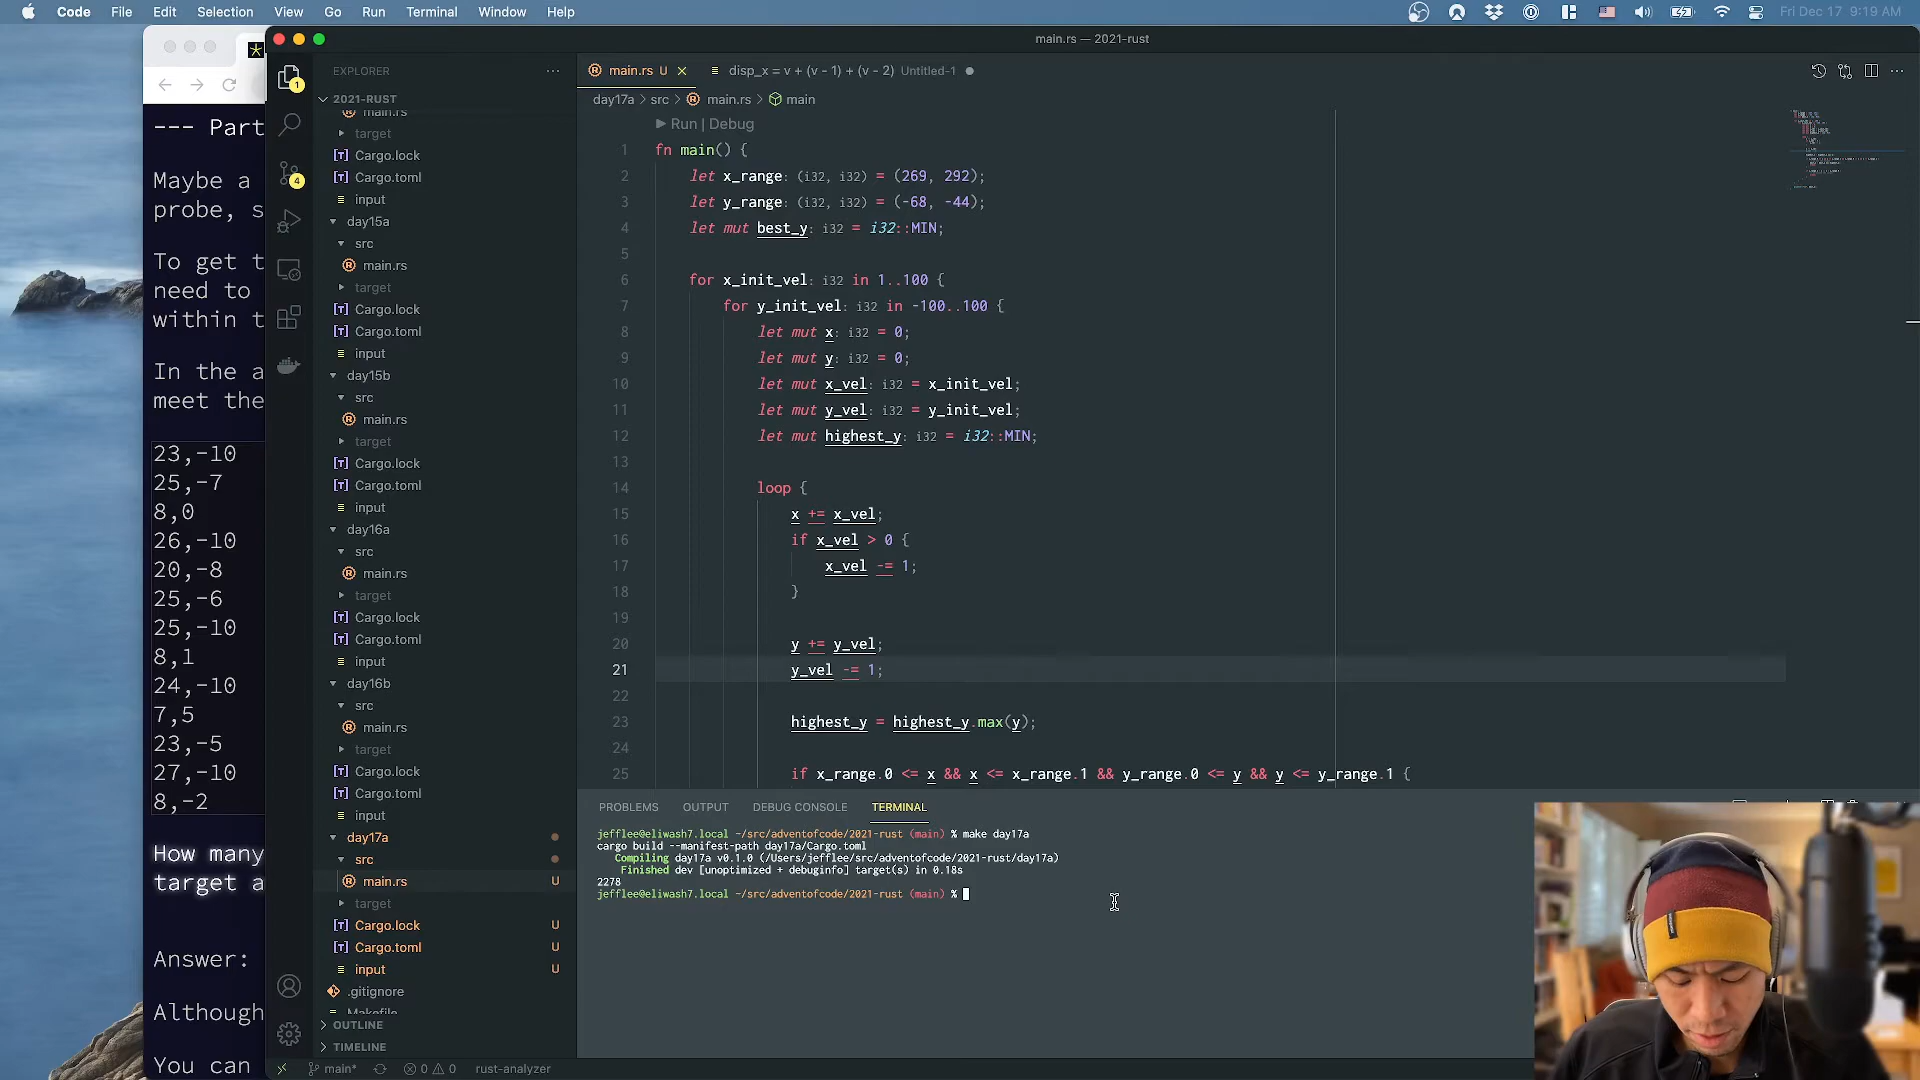 Code File Edit Selection View Go Run Terminal Window Help
Fri Dec 17 9:19 AM
main.rs — 2021-rust
--- Part
Maybe a
probe, s
To get t
need to
within t
In the a
meet the
23,-10
25,-7
8,0
26,-10
20,-8
25,-6
25,-10
8,1
24,-10
7,5
23,-5
27,-10
8,-2
How many
target a
Answer:
Although
You can
1
4
EXPLORER
2021-RUST
main.rs
target
Cargo.lock
Cargo.toml
input
day15a
src
main.rs
target
Cargo.lock
Cargo.toml
input
day15b
src
main.rs
target
Cargo.lock
Cargo.toml
input
day16a
src
main.rs
target
Cargo.lock
Cargo.toml
input
day16b
src
main.rs
target
Cargo.lock
Cargo.toml
input
day17a
src
main.rs U
target
Cargo.lock U
Cargo.toml U
input U
.gitignore
Makefile
OUTLINE
TIMELINE
main.rs U disp_x = v + (v - 1) + (v - 2) Untitled-1
day17a > src > main.rs > main
Run | Debug
1 fn main() {
2 let x_range: (i32, i32) = (269, 292);
3 let y_range: (i32, i32) = (-68, -44);
4 let mut best_y: i32 = i32::MIN;
5
6 for x_init_vel: i32 in 1..100 {
7 for y_init_vel: i32 in -100..100 {
8 let mut x: i32 = 0;
9 let mut y: i32 = 0;
10 let mut x_vel: i32 = x_init_vel;
11 let mut y_vel: i32 = y_init_vel;
12 let mut highest_y: i32 = i32::MIN;
13
14 loop {
15 x += x_vel;
16 if x_vel > 0 {
17 x_vel -= 1;
18 }
19
20 y += y_vel;
21 y_vel -= 1;
22
23 highest_y = highest_y.max(y);
24
25 if x_range.0 <= x && x <= x_range.1 && y_range.0 <= y && y <= y_range.1 {
PROBLEMS OUTPUT DEBUG CONSOLE TERMINAL
jefflee@eliwash7.local ~/src/adventofcode/2021-rust (main) % make day17a
cargo build --manifest-path day17a/Cargo.toml
Compiling day17a v0.1.0 (/Users/jefflee/src/adventofcode/2021-rust/day17a)
Finished dev [unoptimized + debuginfo] target(s) in 0.18s
2278
jefflee@eliwash7.local ~/src/adventofcode/2021-rust (main) %
main* 0 0 rust-analyzer